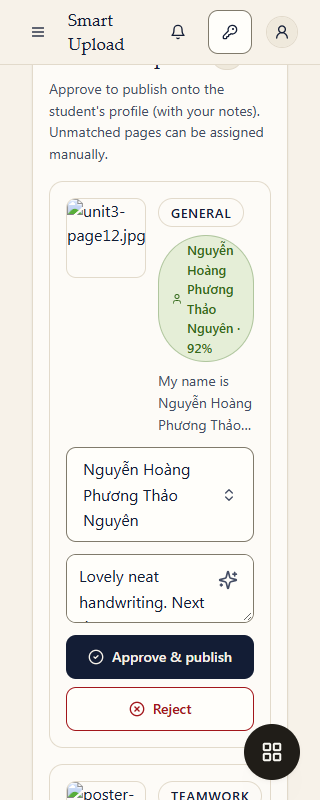 Smart
Upload
Approve to publish onto the
student's profile (with your notes).
Unmatched pages can be assigned
manually.
unit3-
page12.jpg
GENERAL
Nguyễn
Hoàng
Phương
Thảo
Nguyên ·
92%
My name is
Nguyễn Hoàng
Phương Thảo...
Nguyễn Hoàng
Phương Thảo
Nguyên
Lovely neat
handwriting. Next
Approve & publish
Reject
poster-
TEAMWORK